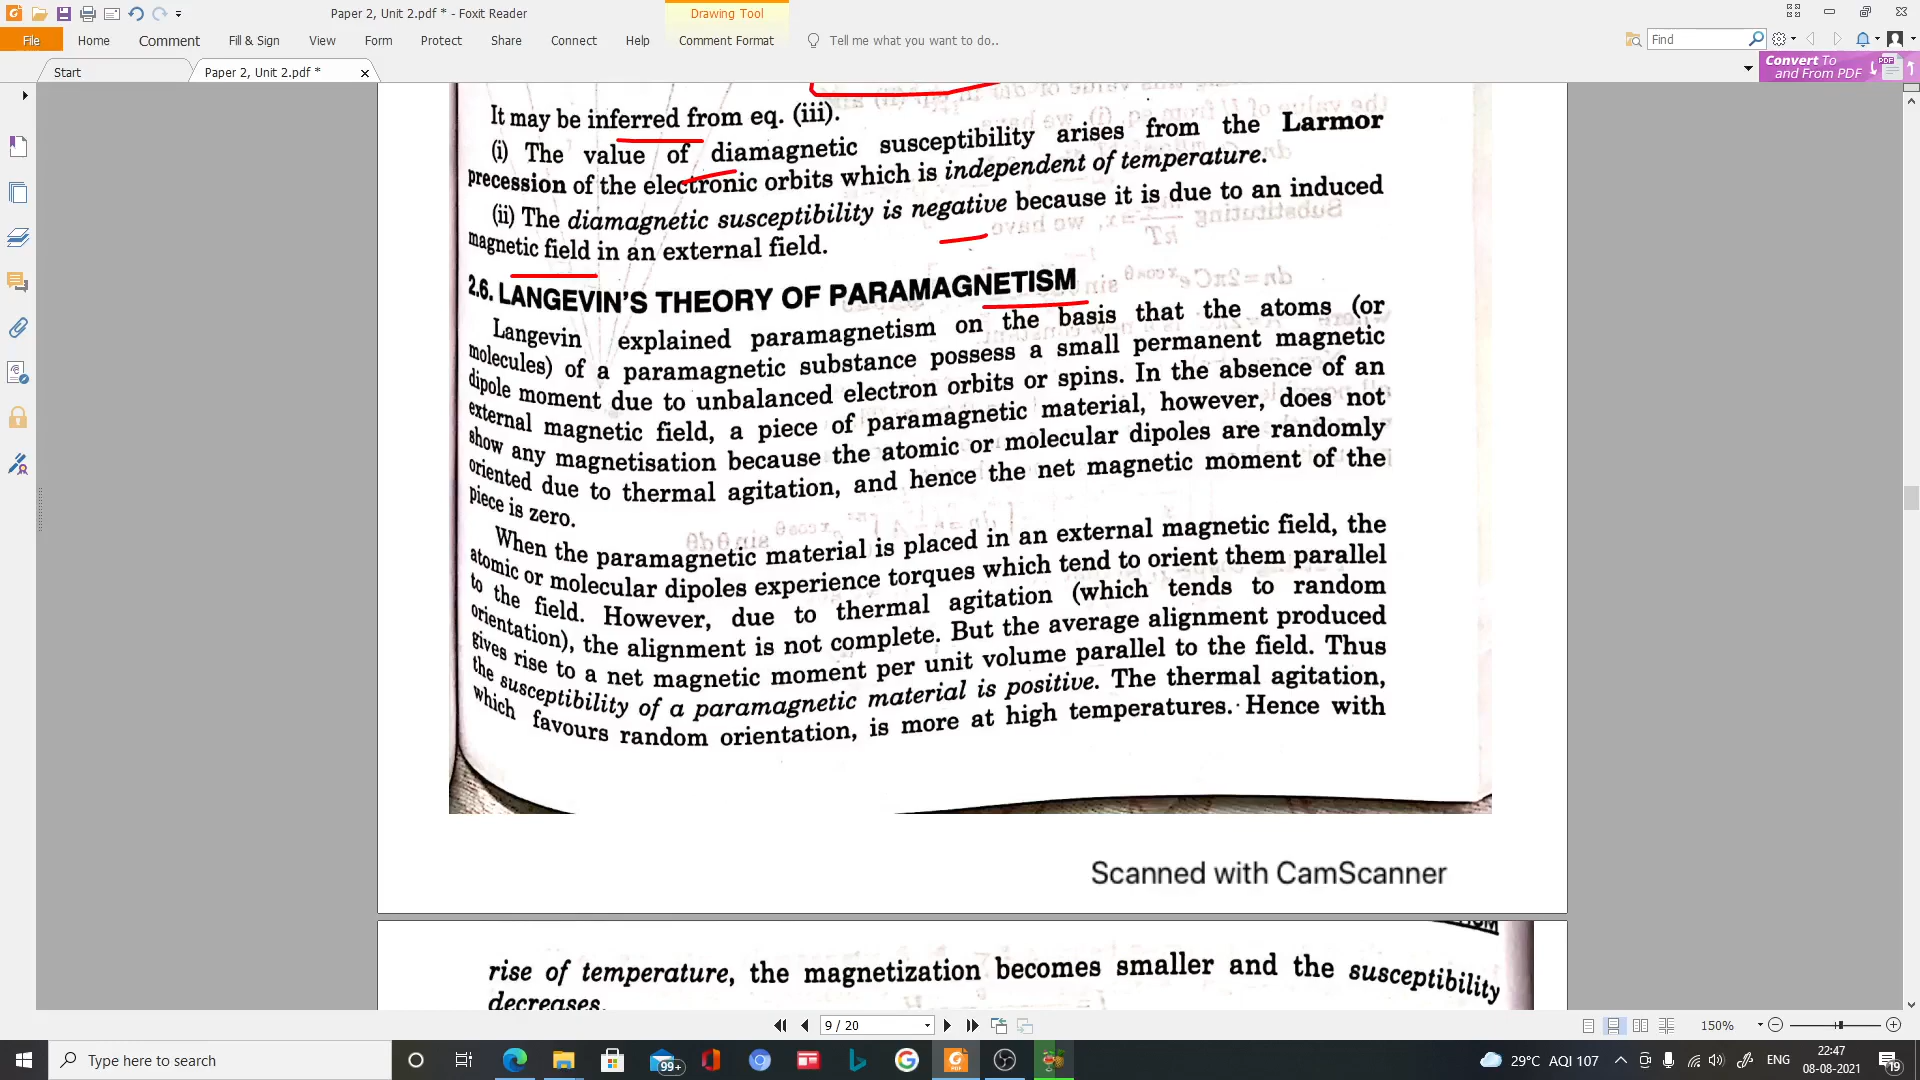 Paper 2, Unit 2.pdf * - Foxit Reader
Drawing Tool
File Home Comment Fill & Sign View Form Protect Share Connect Help Comment Format Tell me what you want to do.. Find
Start Paper 2, Unit 2.pdf *
Convert To
and From PDF
PDF
It may be inferred from eq. (iii).
(i) The value of diamagnetic susceptibility arises from the Larmor
precession of the electronic orbits which is independent of temperature.
(ii) The diamagnetic susceptibility is negative because it is due to an induced
magnetic field in an external field.
2.6. LANGEVIN'S THEORY OF PARAMAGNETISM
Langevin explained paramagnetism on the basis that the atoms (or
molecules) of a paramagnetic substance possess a small permanent magnetic
dipole moment due to unbalanced electron orbits or spins. In the absence of an
external magnetic field, a piece of paramagnetic material, however, does not
show any magnetisation because the atomic or molecular dipoles are randomly
oriented due to thermal agitation, and hence the net magnetic moment of the
piece is zero.
When the paramagnetic material is placed in an external magnetic field, the
atomic or molecular dipoles experience torques which tend to orient them parallel
to the field. However, due to thermal agitation (which tends to random
orientation), the alignment is not complete. But the average alignment produced
gives rise to a net magnetic moment per unit volume parallel to the field. Thus
the susceptibility of a paramagnetic material is positive. The thermal agitation,
which favours random orientation, is more at high temperatures. Hence with
Scanned with CamScanner
rise of temperature, the magnetization becomes smaller and the susceptibility
decreases.
9 / 20
150%
Type here to search
99+
29°C AQI 107
ENG
22:47
08-08-2021
19